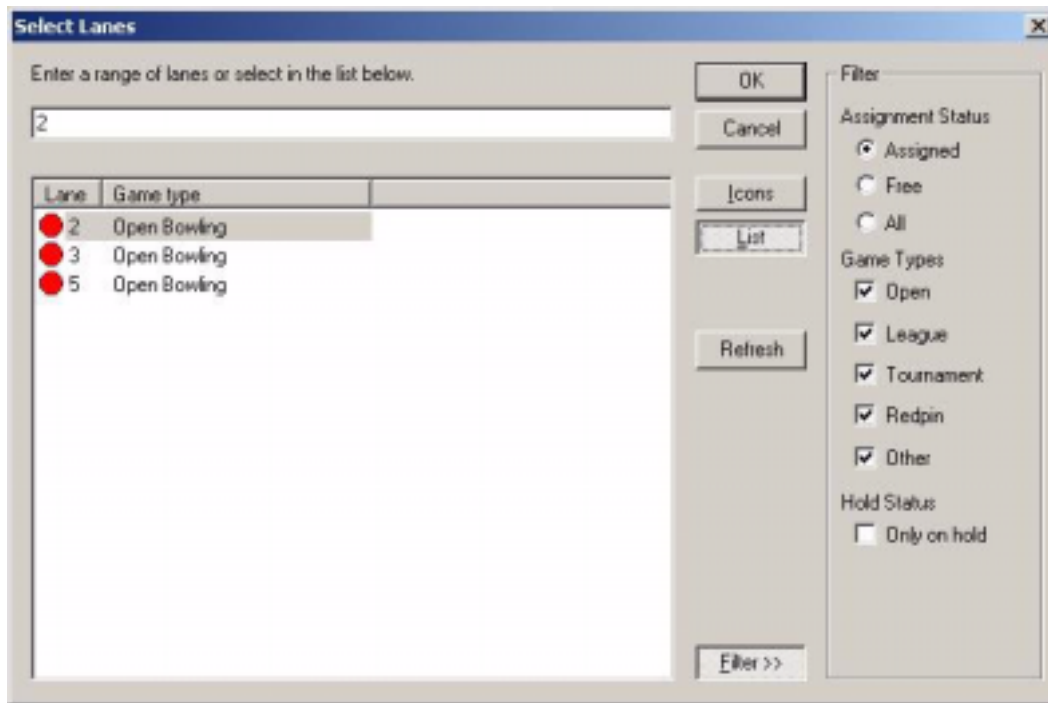 Select Lanes
Enter a range of lanes or select in the list below.
2
Lane Game type
2 Open Bowling
3 Open Bowling
5 Open Bowling
OK
Cancel
Icons
List
Refresh
Filter >>
Filter
Assignment Status
Assigned
Free
All
Game Types
Open
League
Tournament
Redpin
Other
Hold Status
Only on hold